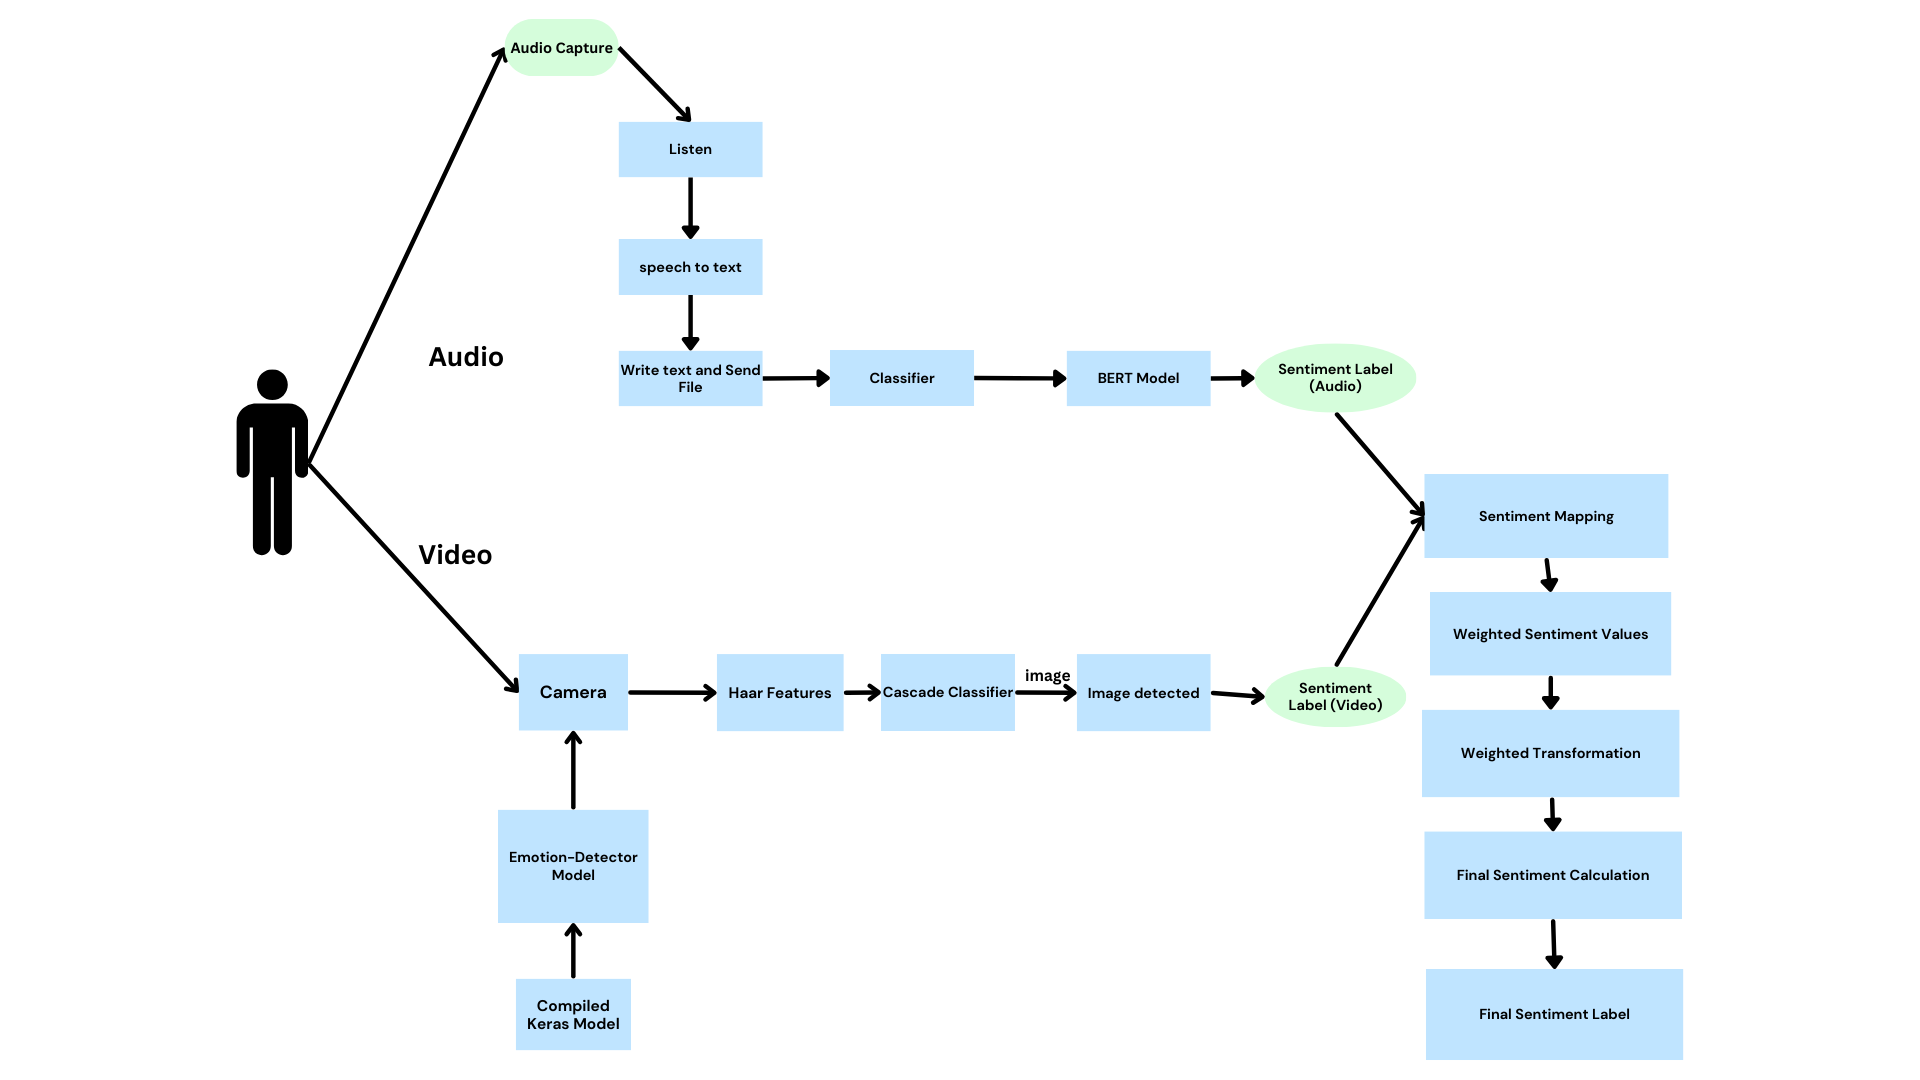 Audio Capture
Listen
speech to text
Audio
Write text and Send
File
Classifier
BERT Model
Sentiment Label
(Audio)
Video
Camera
Haar Features
Cascade Classifier
image
Image detected
Sentiment
Label (Video)
Emotion-Detector
Model
Compiled
Keras Model
Sentiment Mapping
Weighted Sentiment Values
Weighted Transformation
Final Sentiment Calculation
Final Sentiment Label